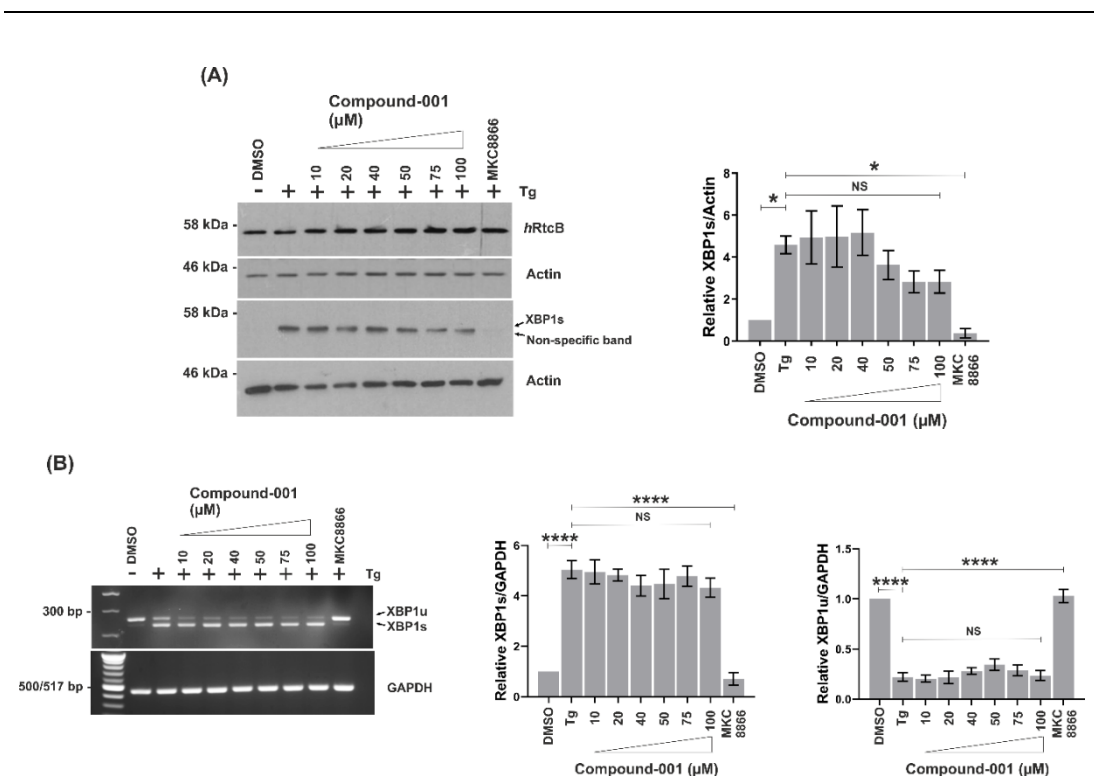 (A)
Compound-001
(µM)
- DMSO
+
10
+
20
+
40
+
50
+
75
+
100
+
MKC8866
+
Tg
58 kDa -
hRtcB
46 kDa -
Actin
58 kDa -
XBP1s
Non-specific band
46 kDa -
Actin
Relative XBP1s/Actin
8
6
4
2
0
*
NS
*
DMSO
Tg
10
20
40
50
75
100
MKC
8866
Compound-001 (µM)
(B)
Compound-001
(µM)
- DMSO
+
10
+
20
+
40
+
50
+
75
+
100
+
MKC8866
+
Tg
300 bp -
XBP1u
XBP1s
500/517 bp -
GAPDH
Relative XBP1s/GAPDH
6
4
2
0
****
NS
****
DMSO
Tg
10
20
40
50
75
100
MKC
8866
Compound-001 (µM)
Relative XBP1u/GAPDH
1.5
1.0
0.5
0.0
****
****
NS
DMSO
Tg
10
20
40
50
75
100
MKC
8866
Compound-001 (µM)